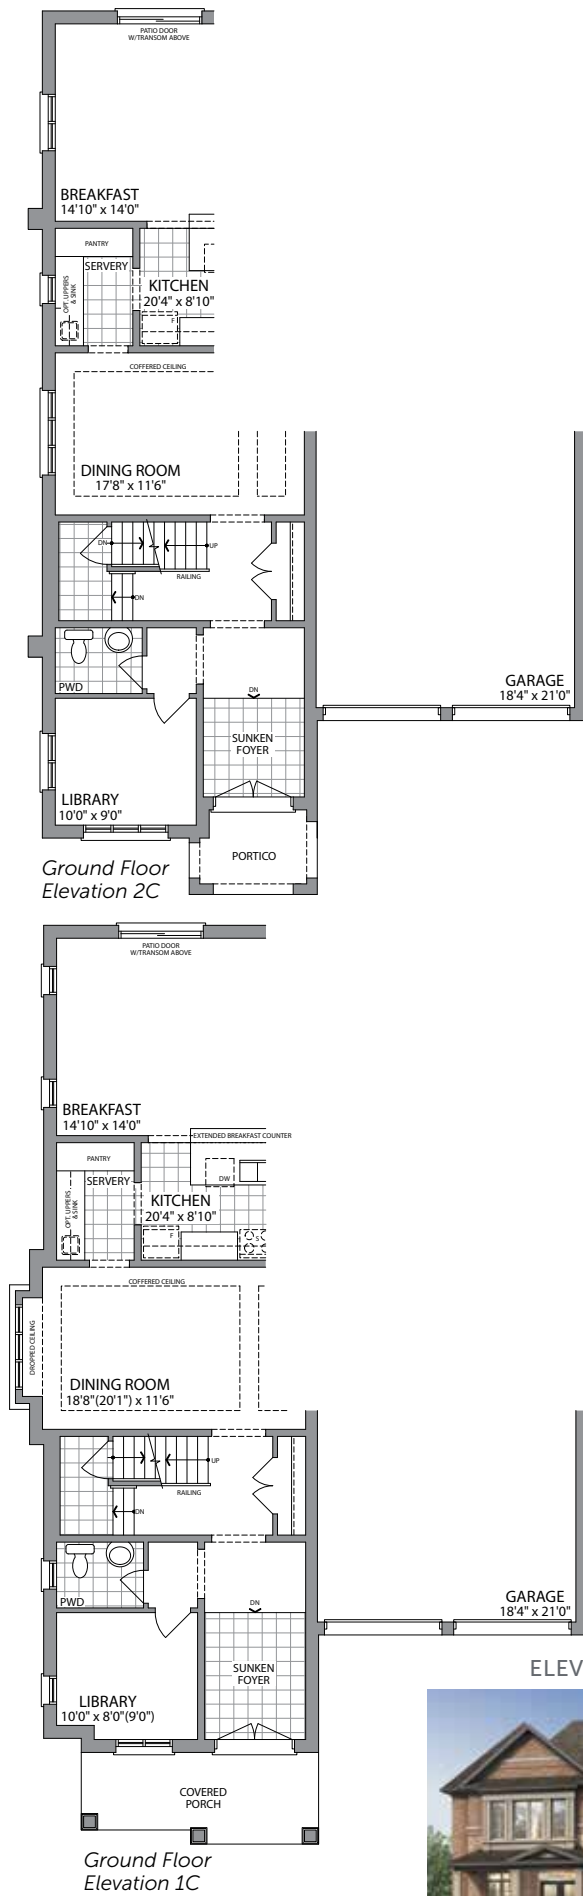 PATIO DOOR
W/TRANSOM ABOVE
BREAKFAST
14'10" x 14'0"
PANTRY
SERVERY
OPT. UPPERS
& SINK
KITCHEN
20'4" x 8'10"
F
COFFERED CEILING
DINING ROOM
17'8" x 11'6"
DN
UP
RAILING
DN
PWD
DN
GARAGE
18'4" x 21'0"
SUNKEN
FOYER
LIBRARY
10'0" x 9'0"
PORTICO
Ground Floor
Elevation 2C
PATIO DOOR
W/TRANSOM ABOVE
BREAKFAST
14'10" x 14'0"
EXTENDED BREAKFAST COUNTER
PANTRY
SERVERY
DW
OPT. UPPERS
& SINK
KITCHEN
20'4" x 8'10"
F
S
COFFERED CEILING
DROPPED CEILING
DINING ROOM
18'8"(20'1") x 11'6"
UP
RAILING
DN
PWD
DN
GARAGE
18'4" x 21'0"
SUNKEN
FOYER
ELEV
LIBRARY
10'0" x 8'0"(9'0")
COVERED
PORCH
Ground Floor
Elevation 1C